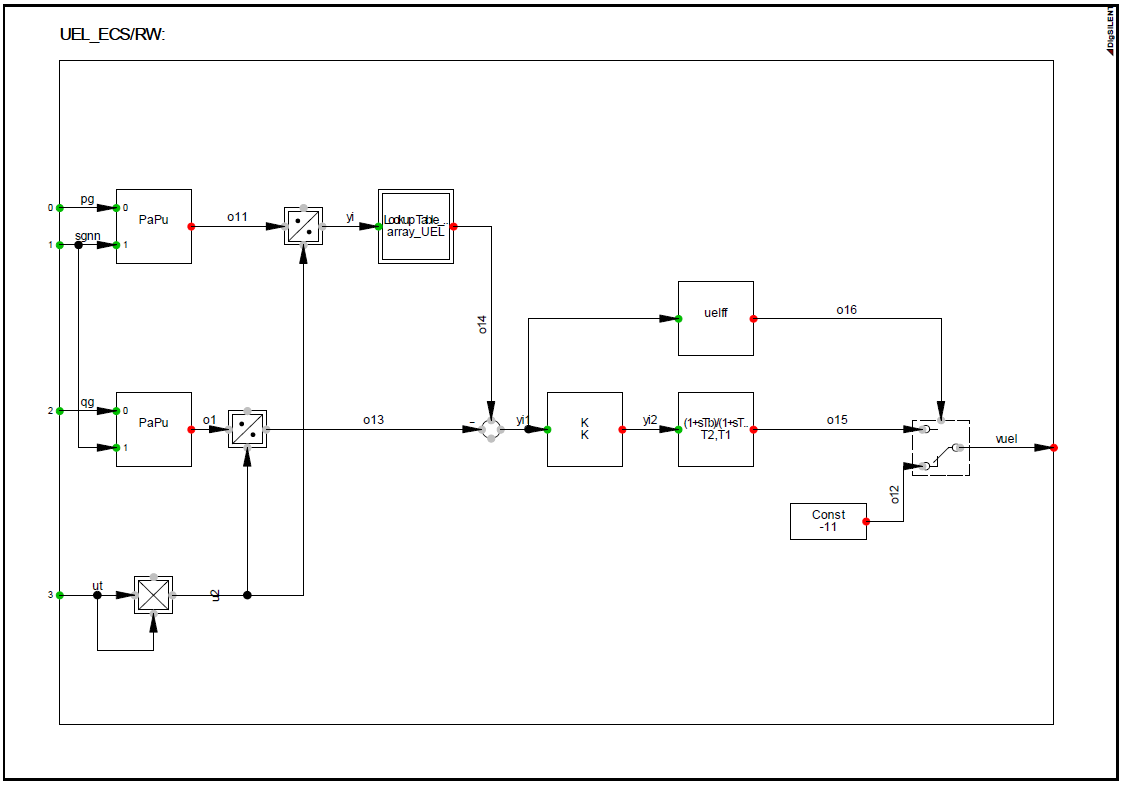 UEL_ECS/RW:
DIgSILENT
pg
0
0
PaPu
o11
yi
Lookup Table_..
array_UEL
sgnn
1
1
o14
uelff
o16
qg
2
0
PaPu
o1
o13
-
yi1
K
K
yi2
(1+sTb)/(1+sT..
T2,T1
o15
1
vuel
o12
Const
-11
3
ut
u2